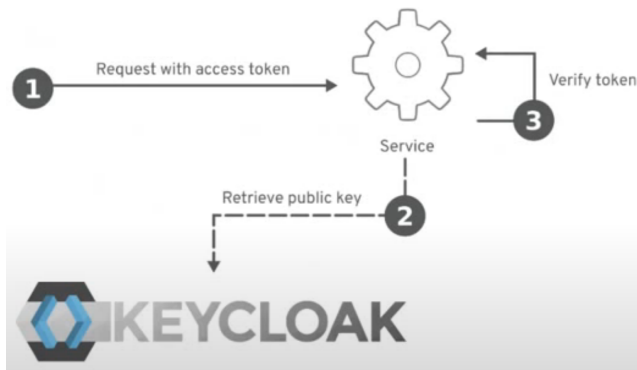 1
Request with access token
Verify token
3
Service
Retrieve public key
2
KEYCLOAK